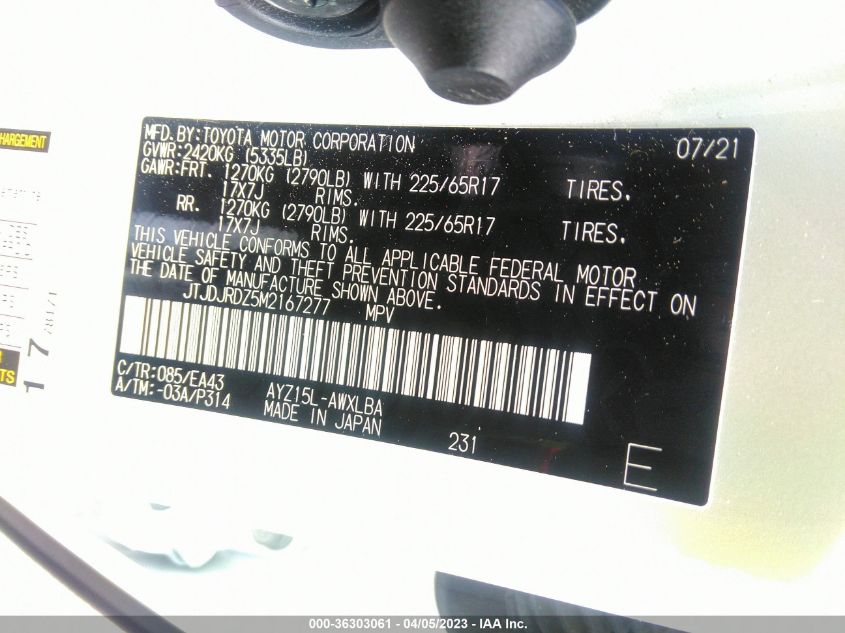 MFD. BY: TOYOTA MOTOR CORPORATION 07/21
GVWR: 2420KG (5335LB)
GAWR: FRT. 1270KG (2790LB) WITH 225/65R17 TIRES,
17X7J RIMS.
RR. 1270KG (2790LB) WITH 225/65R17 TIRES,
17X7J RIMS.
THIS VEHICLE CONFORMS TO ALL APPLICABLE FEDERAL MOTOR
VEHICLE SAFETY AND THEFT PREVENTION STANDARDS IN EFFECT ON
THE DATE OF MANUFACTURE SHOWN ABOVE.
JTJDJRDZ5M2167277 MPV
C/TR: 085/EA43 AYZ15L-AWXLBA
A/TM: -03A/P314 MADE IN JAPAN
231
E
CHARGEMENT
17
TS
000-36303061 - 04/05/2023 - IAA Inc.